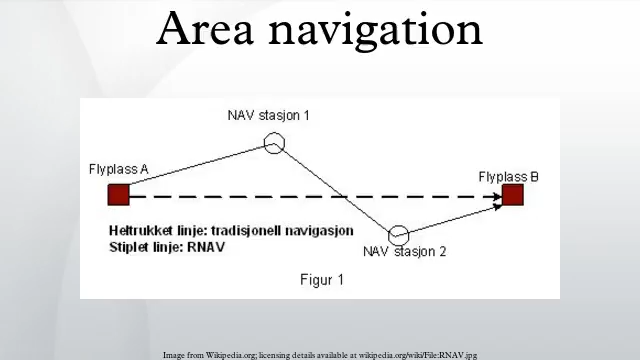 Area navigation
NAV stasjon 1
Flyplass A
Flyplass B
Heltrukket linje: tradisjonell navigasjon
Stiplet linje: RNAV
NAV stasjon 2
Figur 1
Image from Wikipedia.org; licensing details available at wikipedia.org/wiki/File:RNAV.jpg